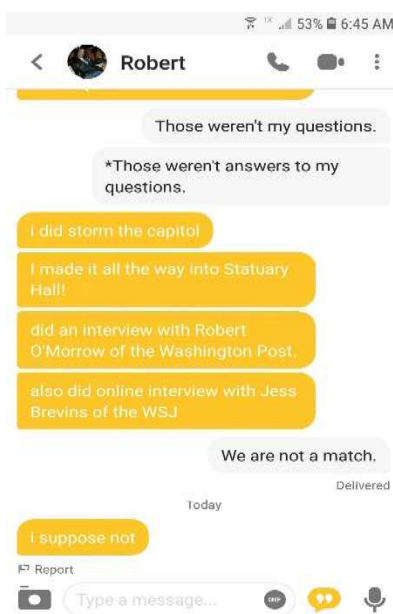 53% 6:45 AM
Robert
Those weren't my questions.
*Those weren't answers to my
questions.
i did storm the capitol
I made it all the way into Statuary
Hall!
did an interview with Robert
O'Morrow of the Washington Post.
also did online interview with Jess
Brevins of the WSJ
We are not a match.
Delivered
Today
i suppose not
Report
Type a message...
GIF